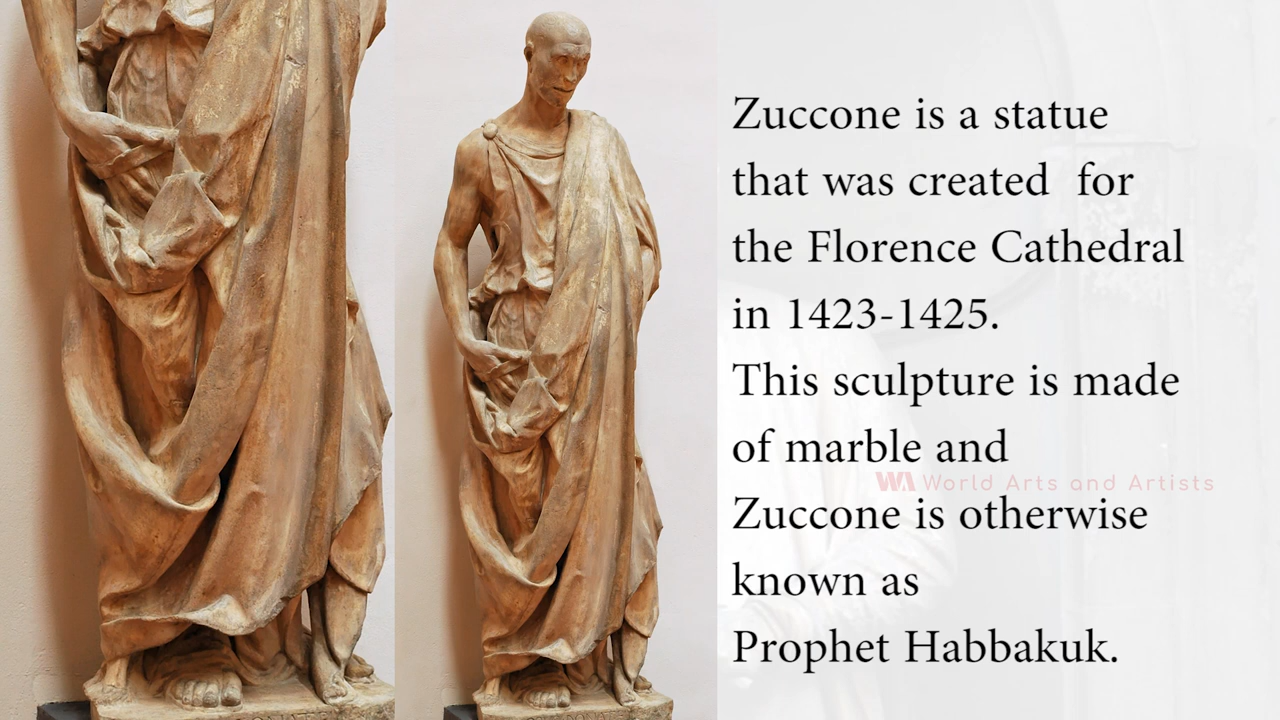 Zuccone is a statue
that was created for
the Florence Cathedral
in 1423-1425.
This sculpture is made
of marble and
World Arts and Artists
Zuccone is otherwise
known as
Prophet Habbakuk.